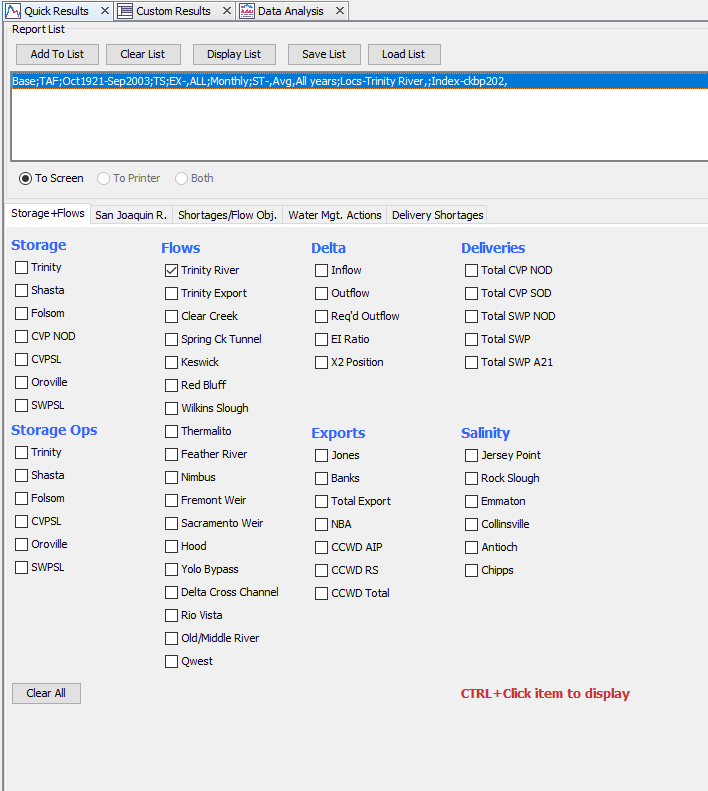 Quick Results
Custom Results
Data Analysis
Report List
Add To List
Clear List
Display List
Save List
Load List
Base;TAF;Oct1921-Sep2003;TS;EX-,ALL;Monthly;ST-,Avg,All years;Locs-Trinity River,;Index-ckbp202,
To Screen
To Printer
Both
Storage+Flows
San Joaquin R.
Shortages/Flow Obj.
Water Mgt. Actions
Delivery Shortages
Storage
Trinity
Shasta
Folsom
CVP NOD
CVPSL
Oroville
SWPSL
Storage Ops
Trinity
Shasta
Folsom
CVPSL
Oroville
SWPSL
Flows
Trinity River
Trinity Export
Clear Creek
Spring Ck Tunnel
Keswick
Red Bluff
Wilkins Slough
Thermalito
Feather River
Nimbus
Fremont Weir
Sacramento Weir
Hood
Yolo Bypass
Delta Cross Channel
Rio Vista
Old/Middle River
Qwest
Delta
Inflow
Outflow
Req'd Outflow
EI Ratio
X2 Position
Exports
Jones
Banks
Total Export
NBA
CCWD AIP
CCWD RS
CCWD Total
Deliveries
Total CVP NOD
Total CVP SOD
Total SWP NOD
Total SWP
Total SWP A21
Salinity
Jersey Point
Rock Slough
Emmaton
Collinsville
Antioch
Chipps
Clear All
CTRL+Click item to display